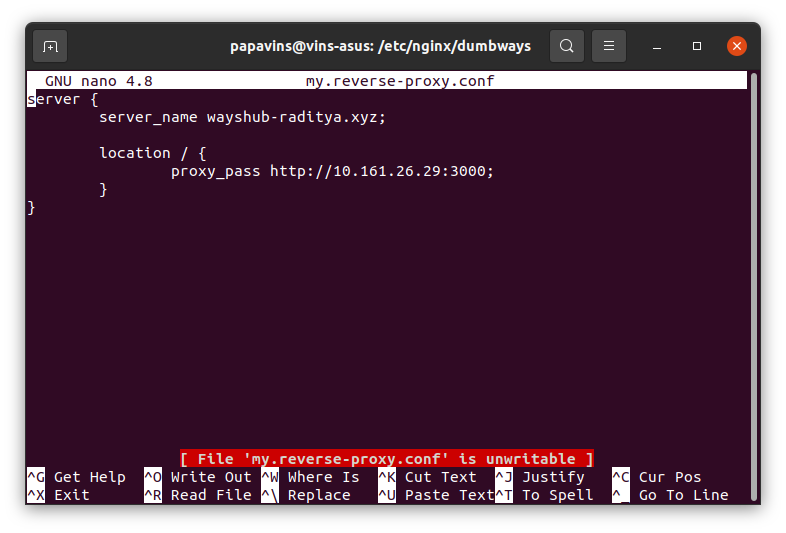 papavins@vins-asus: /etc/nginx/dumbways
GNU nano 4.8 my.reverse-proxy.conf
server {
server_name wayshub-raditya.xyz;
location / {
proxy_pass http://10.161.26.29:3000;
}
}
[ File 'my.reverse-proxy.conf' is unwritable ]
^G Get Help ^O Write Out ^W Where Is ^K Cut Text ^J Justify ^C Cur Pos
^X Exit ^R Read File ^\ Replace ^U Paste Text ^T To Spell ^_ Go To Line